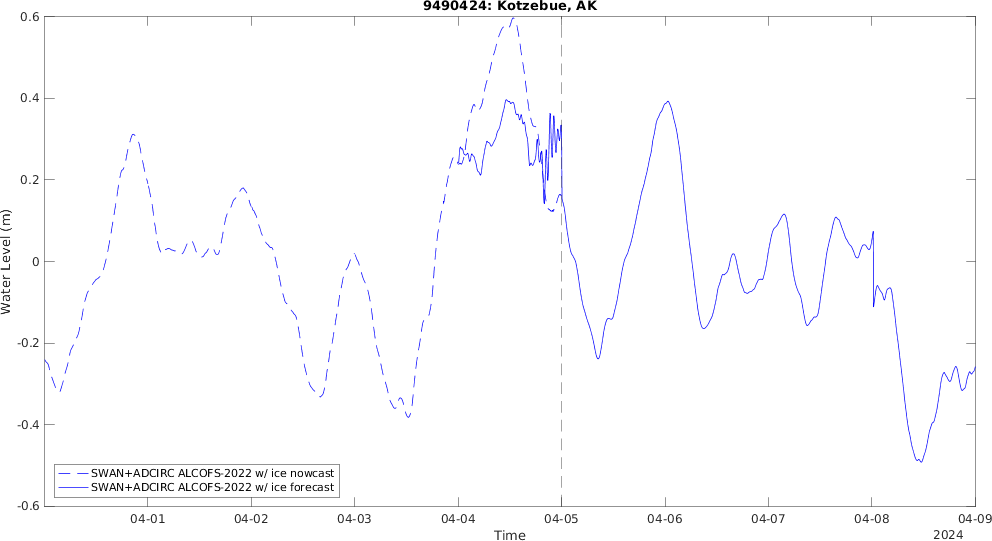 9490424: Kotzebue, AK
Water Level (m)
0.6
0.4
0.2
0
-0.2
-0.4
-0.6
SWAN+ADCIRC ALCOFS-2022 w/ ice nowcast
SWAN+ADCIRC ALCOFS-2022 w/ ice forecast
04-01 04-02 04-03 04-04 04-05 04-06 04-07 04-08 04-09
Time
2024